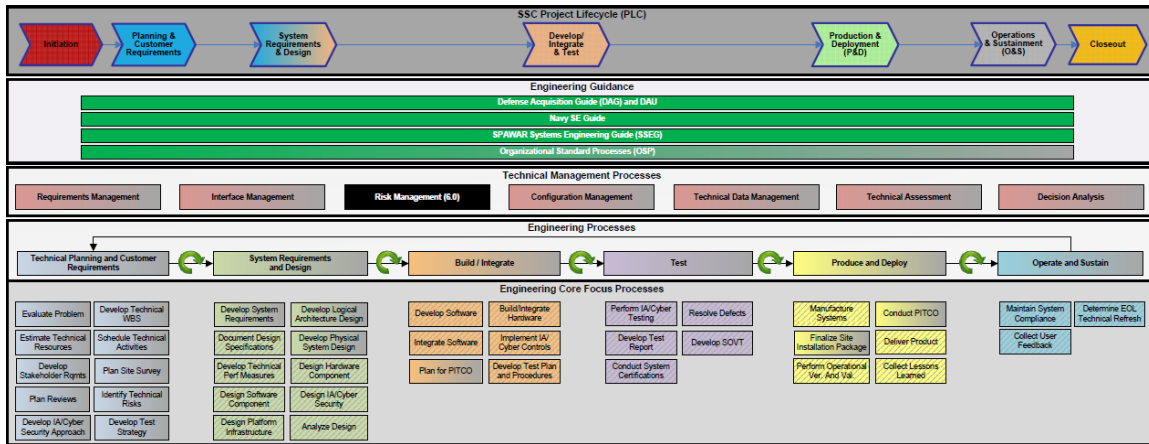 SSC Project Lifecycle (PLC)
Initiation
Planning &
Customer
Requirements
System
Requirements
& Design
Develop/
Integrate
& Test
Production &
Deployment
(P&D)
Operations
& Sustainment
(O&S)
Closeout
Engineering Guidance
Defense Acquisition Guide (DAG) and DAU
Navy SE Guide
SPAWAR Systems Engineering Guide (SSEG)
Organizational Standard Processes (OSP)
Technical Management Processes
Requirements Management
Interface Management
Risk Management (6.0)
Configuration Management
Technical Data Management
Technical Assessment
Decision Analysis
Engineering Processes
Technical Planning and Customer
Requirements
System Requirements
and Design
Build / Integrate
Test
Produce and Deploy
Operate and Sustain
Engineering Core Focus Processes
Evaluate Problem
Develop Technical
WBS
Estimate Technical
Resources
Schedule Technical
Activities
Develop
Stakeholder Rqmts
Plan Site Survey
Plan Reviews
Identify Technical
Risks
Develop IA/Cyber
Security Approach
Develop Test
Strategy
Develop System
Requirements
Develop Logical
Architecture Design
Document Design
Specifications
Develop Physical
System Design
Develop Technical
Perf Measures
Design Hardware
Component
Design Software
Component
Design IA/Cyber
Security
Design Platform
Infrastructure
Analyze Design
Develop Software
Build/Integrate
Hardware
Integrate Software
Implement IA/
Cyber Controls
Plan for PITCO
Develop Test Plan
and Procedures
Perform IA/Cyber
Testing
Resolve Defects
Develop Test
Report
Develop SOVT
Conduct System
Certifications
Manufacture
Systems
Conduct PITCO
Finalize Site
Installation Package
Deliver Product
Perform Operational
Ver. And Val.
Collect Lessons
Learned
Maintain System
Compliance
Determine EOL
Technical Refresh
Collect User
Feedback